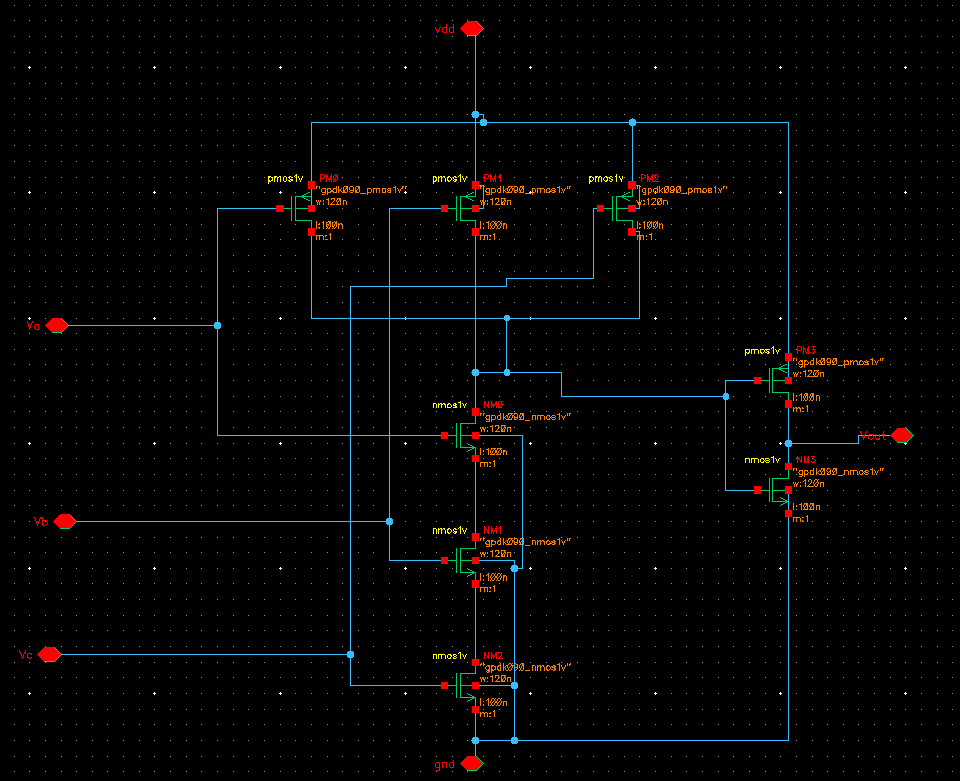 vdd
pmos1v PM0
"gpdk090_pmos1v"
w:120n
l:100n
m:1
pmos1v PM1
"gpdk090_pmos1v"
w:120n
l:100n
m:1
pmos1v PM2
"gpdk090_pmos1v"
w:120n
l:100n
m:1
Va
pmos1v PM3
"gpdk090_pmos1v"
w:120n
l:100n
m:1
nmos1v NM0
"gpdk090_nmos1v"
w:120n
l:100n
m:1
Vout
nmos1v NM3
"gpdk090_nmos1v"
w:120n
l:100n
m:1
Vb
nmos1v NM1
"gpdk090_nmos1v"
w:120n
l:100n
m:1
Vc
nmos1v NM2
"gpdk090_nmos1v"
w:120n
l:100n
m:1
gnd